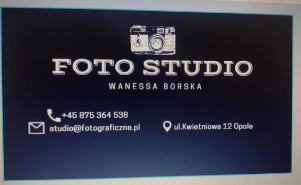 FOTO STUDIO
WANESSA BORSKA
+45 875 364 538
studio@fotograficzne.pl
ul.Kwietniowa 12 Opole